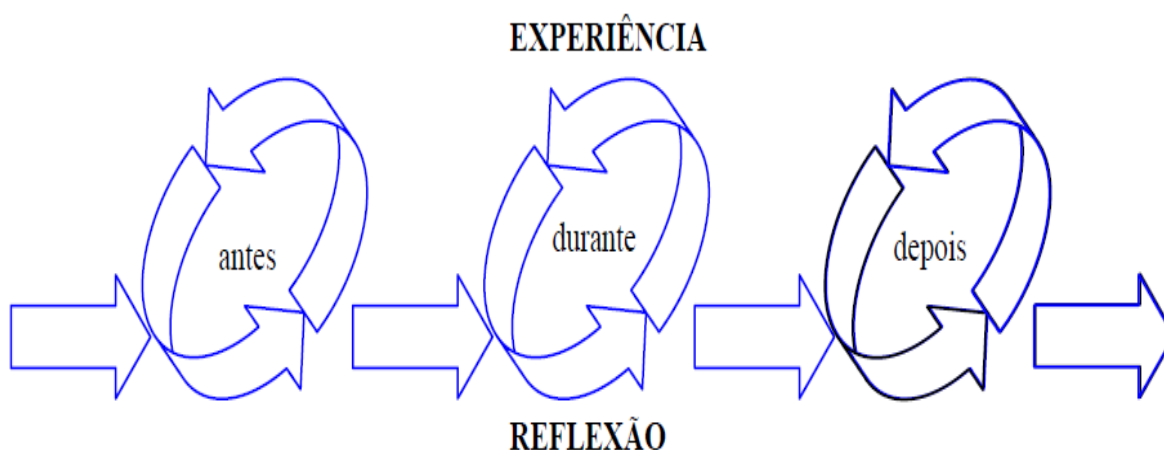 EXPERIÊNCIA
antes
durante
depois
REFLEXÃO